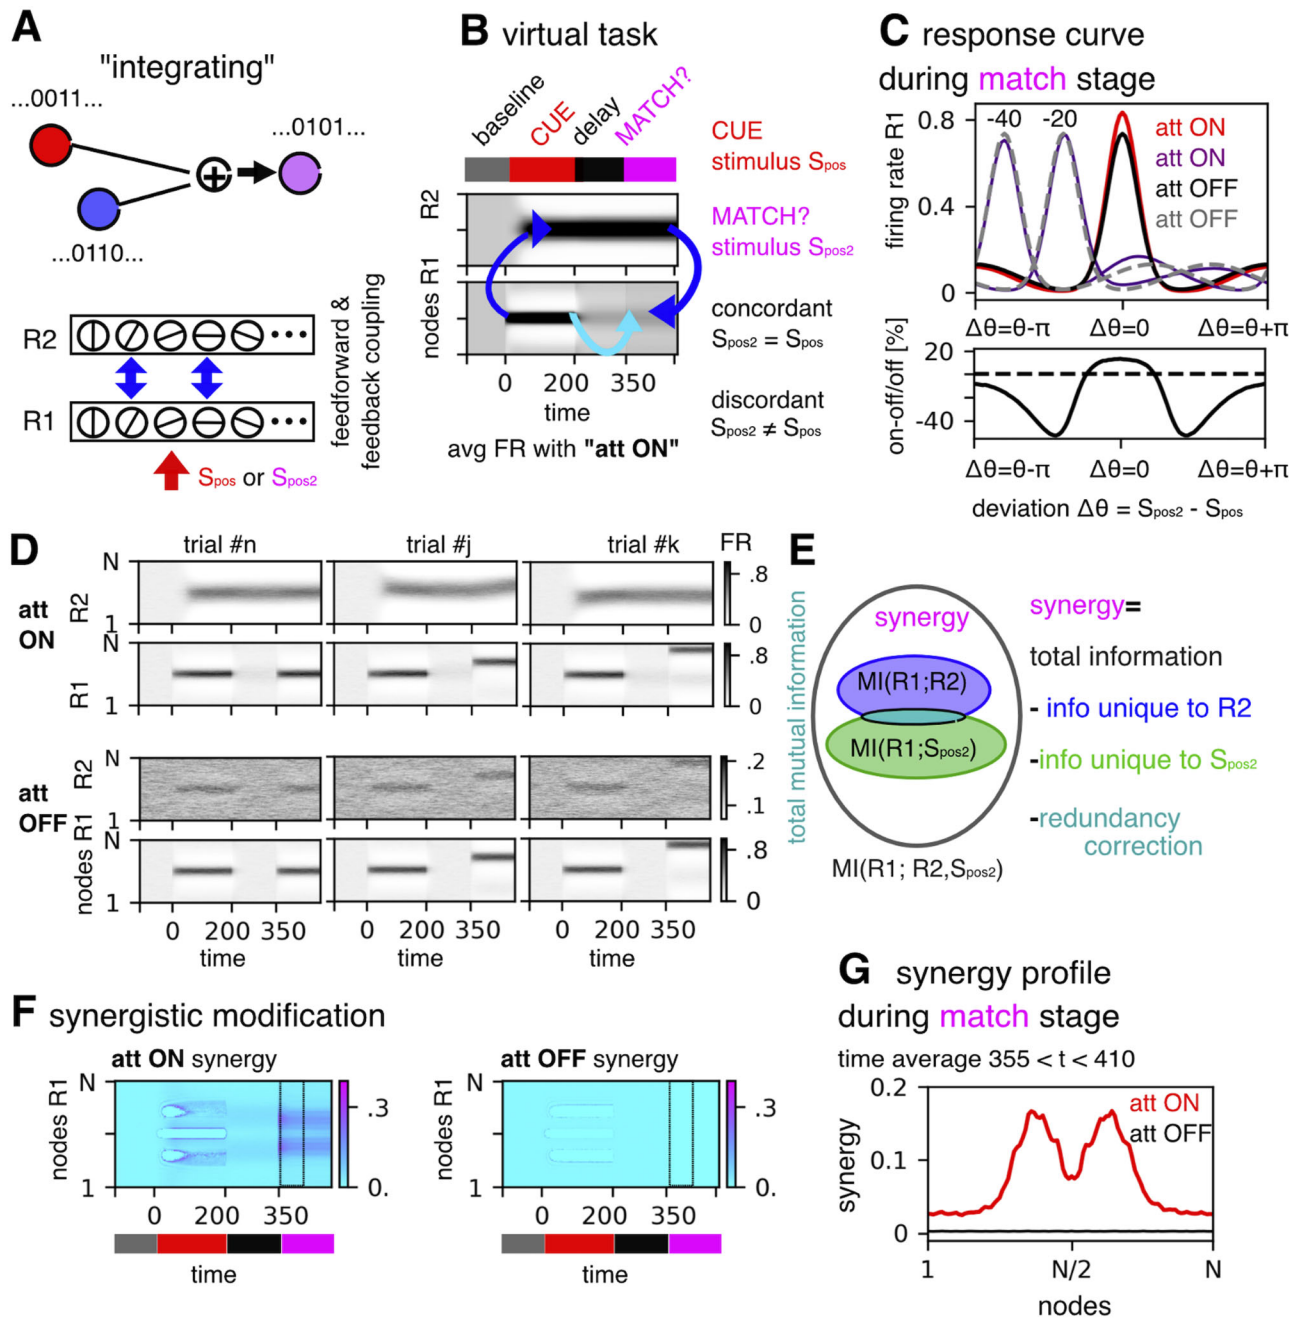 A
"integrating"
...0011...
...0101...
...0110...
R2
R1
feedforward &
feedback coupling
Spos or Spos2
B virtual task
baseline
CUE
delay
MATCH?
R2
nodes R1
0 200 350
time
avg FR with "att ON"
CUE
stimulus Spos
MATCH?
stimulus Spos2
concordant
Spos2 = Spos
discordant
Spos2 ≠ Spos
C response curve
during match stage
firing rate R1
0.8
0.4
0
-40 -20
att ON
att ON
att OFF
att OFF
Δθ=θ-π Δθ=0 Δθ=θ+π
on-off/off [%]
20
-40
Δθ=θ-π Δθ=0 Δθ=θ+π
deviation Δθ = Spos2 - Spos
D
trial #n trial #j trial #k FR
att
ON
N
R2
1
.8
0
N
R1
1
.8
0
att
OFF
N
R2
1
.2
.1
N
nodes R1
1
.8
0
0 200 350 0 200 350 0 200 350
time time time
E
total mutual information
synergy
MI(R1;R2)
MI(R1;Spos2)
MI(R1; R2,Spos2)
synergy=
total information
- info unique to R2
-info unique to Spos2
-redundancy
correction
F synergistic modification
att ON synergy
N
nodes R1
1
.3
0.
0 200 350
time
att OFF synergy
N
nodes R1
1
.3
0.
0 200 350
time
G synergy profile
during match stage
time average 355 < t < 410
synergy
0.2
0.1
0
att ON
att OFF
1 N/2 N
nodes